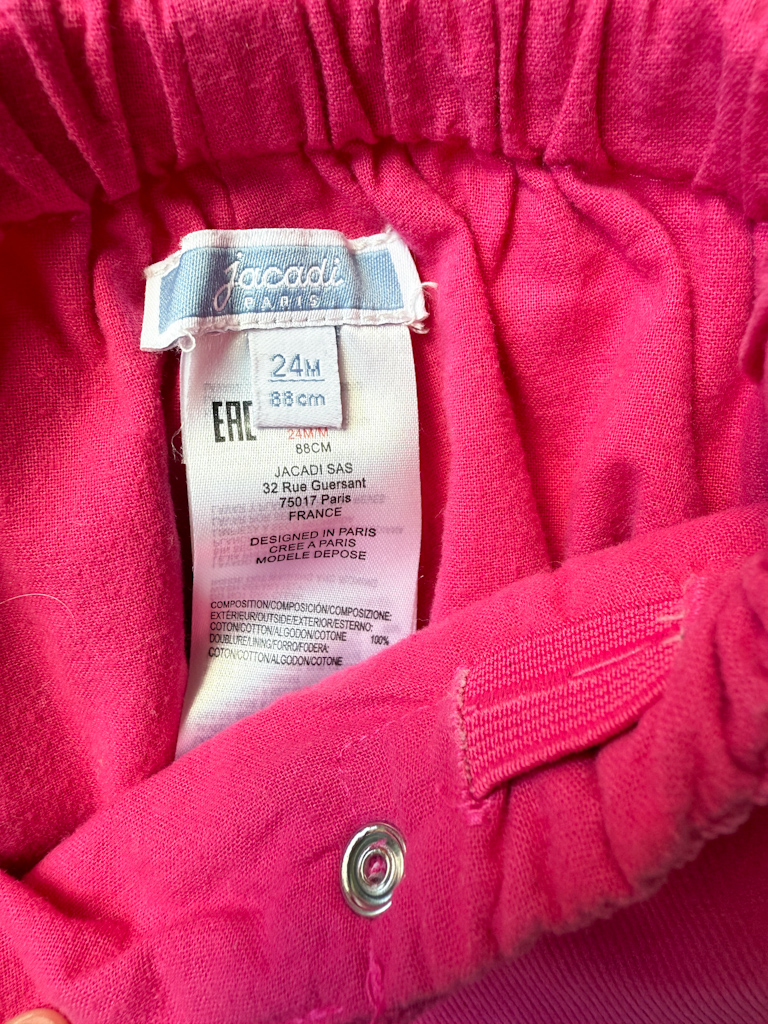 jacadi
PARIS
24M
88cm
EAC
24M/M
88CM
JACADI SAS
32 Rue Guersant
75017 Paris
FRANCE
DESIGNED IN PARIS
CREE A PARIS
MODELE DEPOSE
COMPOSITION/COMPOSICIÓN/COMPOSIZIONE:
EXTÉRIEUR/OUTSIDE/EXTERIOR/ESTERNO:
COTON/COTTON/ALGODON/COTONE 100%
DOUBLURE/LINING/FORRO/FODERA:
COTON/COTTON/ALGODON/COTONE